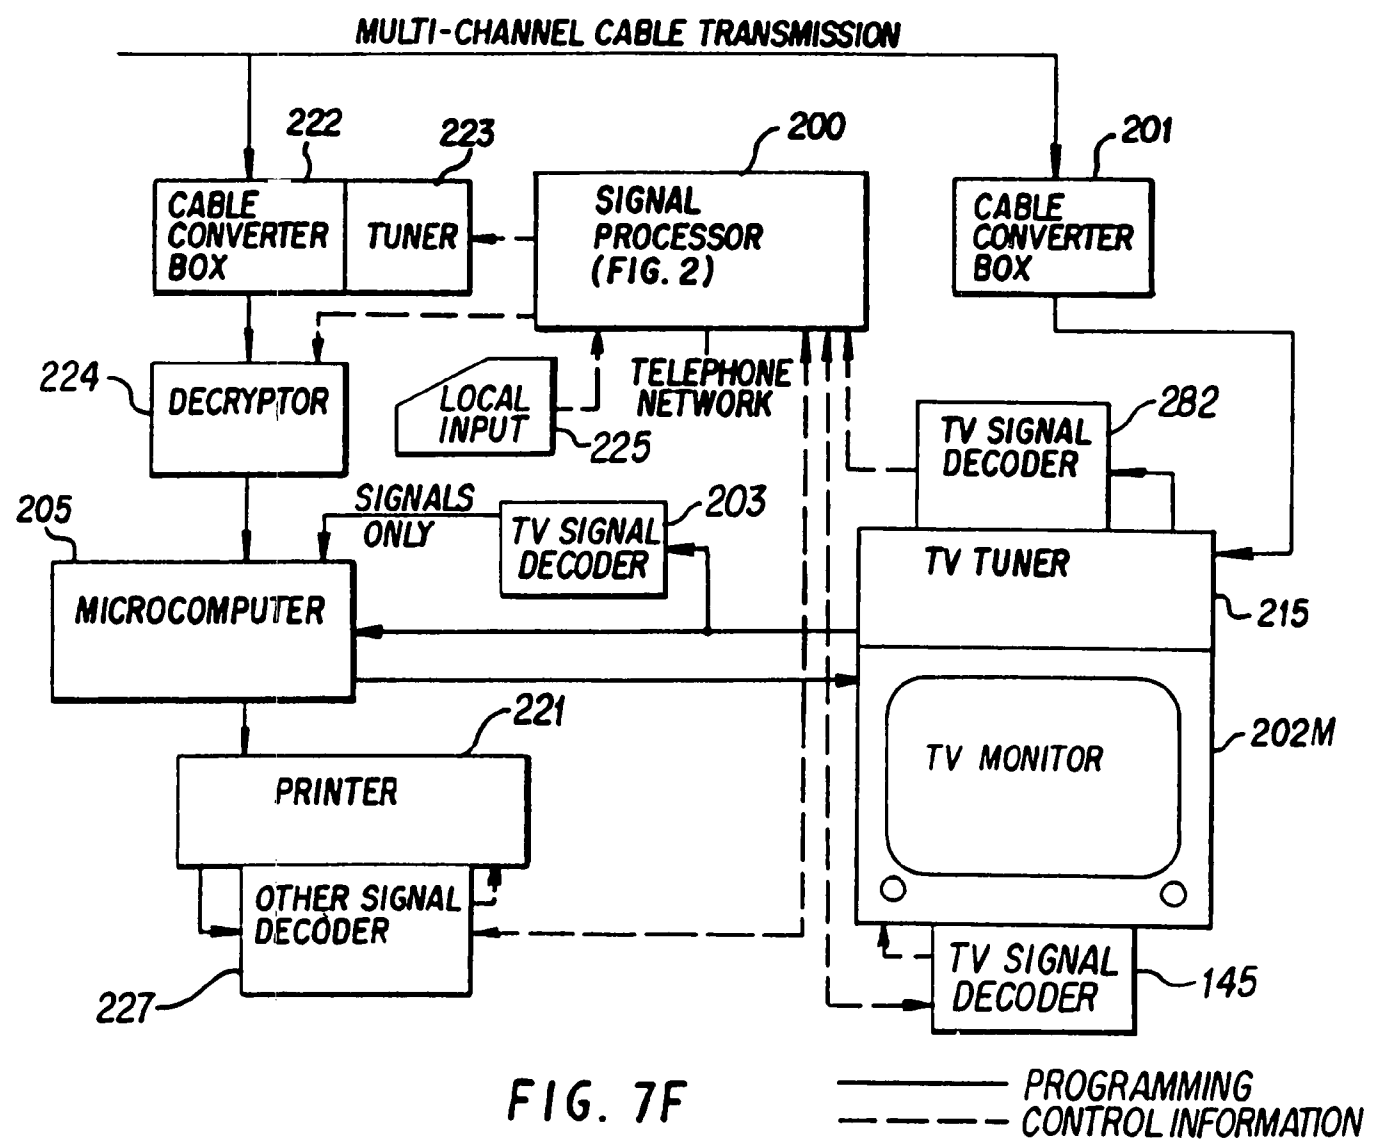 MULTI-CHANNEL CABLE TRANSMISSION
222
223
200
201
CABLE
CONVERTER
BOX
TUNER
SIGNAL
PROCESSOR
(FIG. 2)
CABLE
CONVERTER
BOX
224
DECRYPTOR
LOCAL
INPUT
225
TELEPHONE
NETWORK
282
TV SIGNAL
DECODER
205
SIGNALS
ONLY
203
TV SIGNAL
DECODER
TV TUNER
215
MICROCOMPUTER
221
PRINTER
TV MONITOR
202M
OTHER SIGNAL
DECODER
227
TV SIGNAL
DECODER
145
FIG. 7F
PROGRAMMING
CONTROL INFORMATION